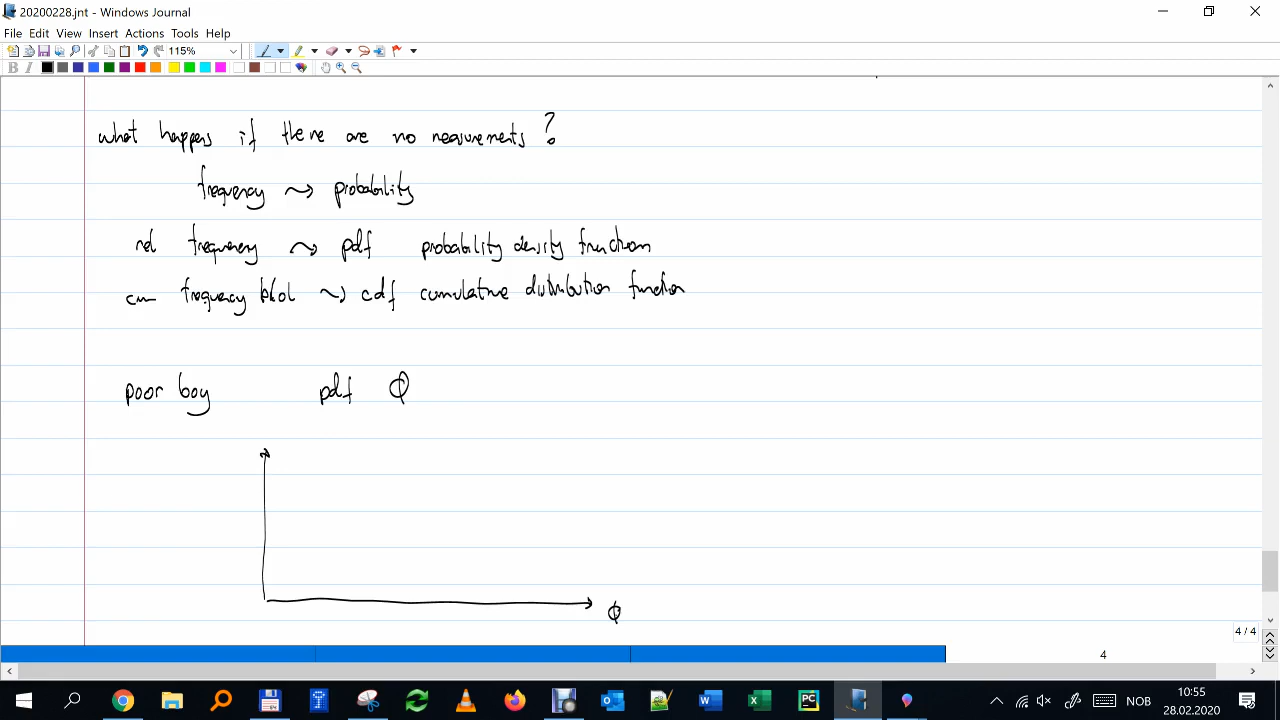 20200228.jnt - Windows Journal
File Edit View Insert Actions Tools Help
115%
B I
what happens if there are no measurements?
frequency ⤳ probability
rel frequency ⤳ pdf probability density function
cum frequency plot ⤳ cdf cumulative distribution function
poor boy pdf Φ
Φ
4 / 4
4
NOB
10:55
28.02.2020